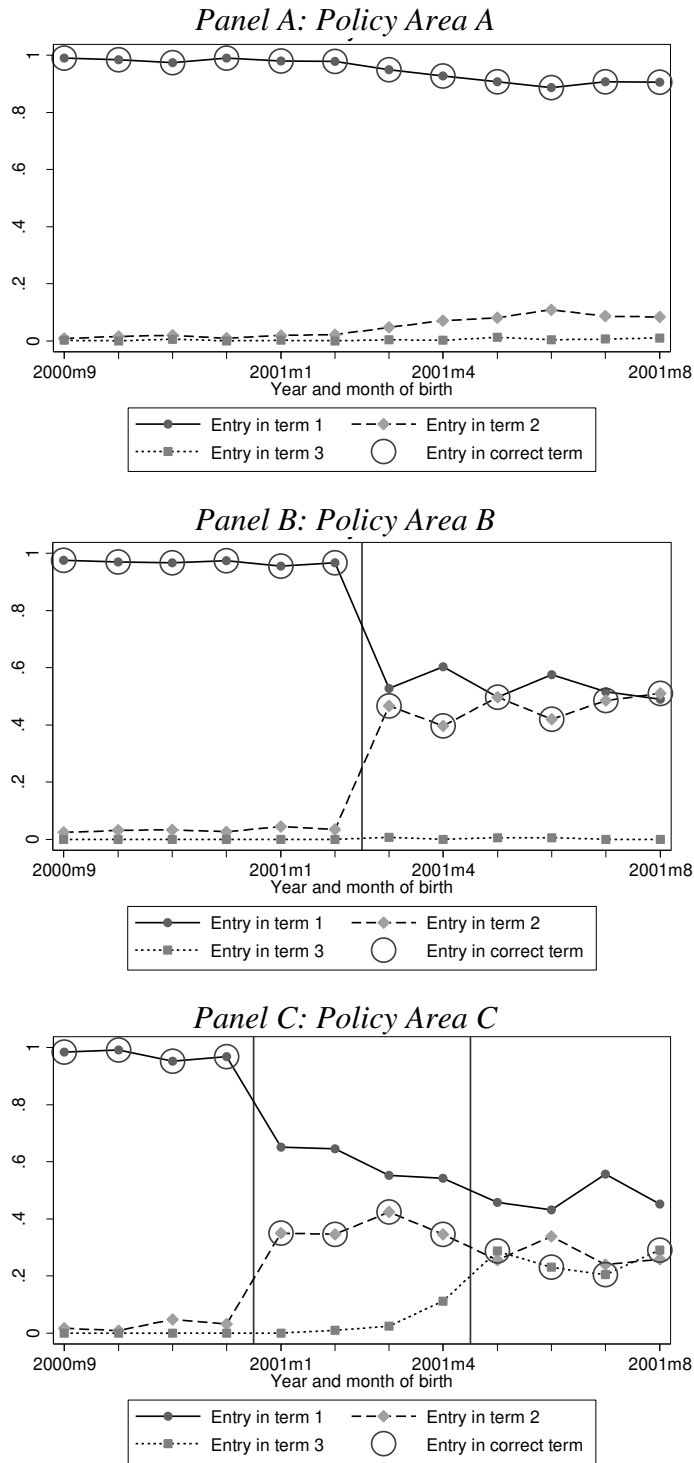 Panel A: Policy Area A
1
.8
.6
.4
.2
0
2000m9 2001m1 2001m4 2001m8
Year and month of birth
Entry in term 1 Entry in term 2
Entry in term 3 Entry in correct term
Panel B: Policy Area B
1
.8
.6
.4
.2
0
2000m9 2001m1 2001m4 2001m8
Year and month of birth
Entry in term 1 Entry in term 2
Entry in term 3 Entry in correct term
Panel C: Policy Area C
1
.8
.6
.4
.2
0
2000m9 2001m1 2001m4 2001m8
Year and month of birth
Entry in term 1 Entry in term 2
Entry in term 3 Entry in correct term